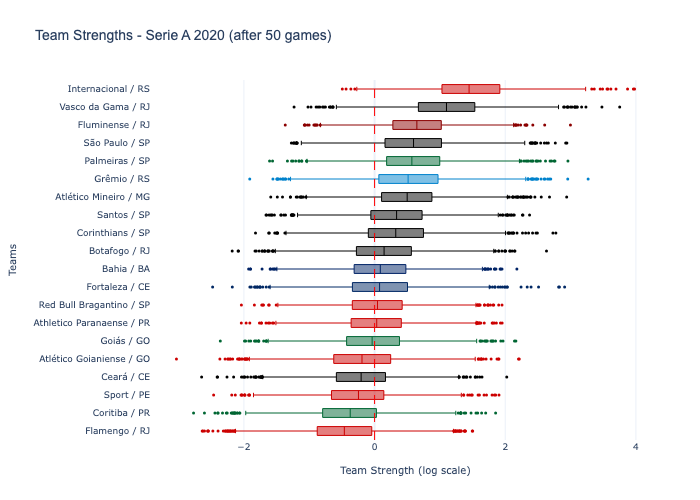 Team Strengths - Serie A 2020 (after 50 games)
Internacional / RS
Vasco da Gama / RJ
Fluminense / RJ
São Paulo / SP
Palmeiras / SP
Grêmio / RS
Atlético Mineiro / MG
Santos / SP
Corinthians / SP
Botafogo / RJ
Bahia / BA
Fortaleza / CE
Red Bull Bragantino / SP
Athletico Paranaense / PR
Goiás / GO
Atlético Goianiense / GO
Ceará / CE
Sport / PE
Coritiba / PR
Flamengo / RJ
Teams
−2 0 2 4
Team Strength (log scale)